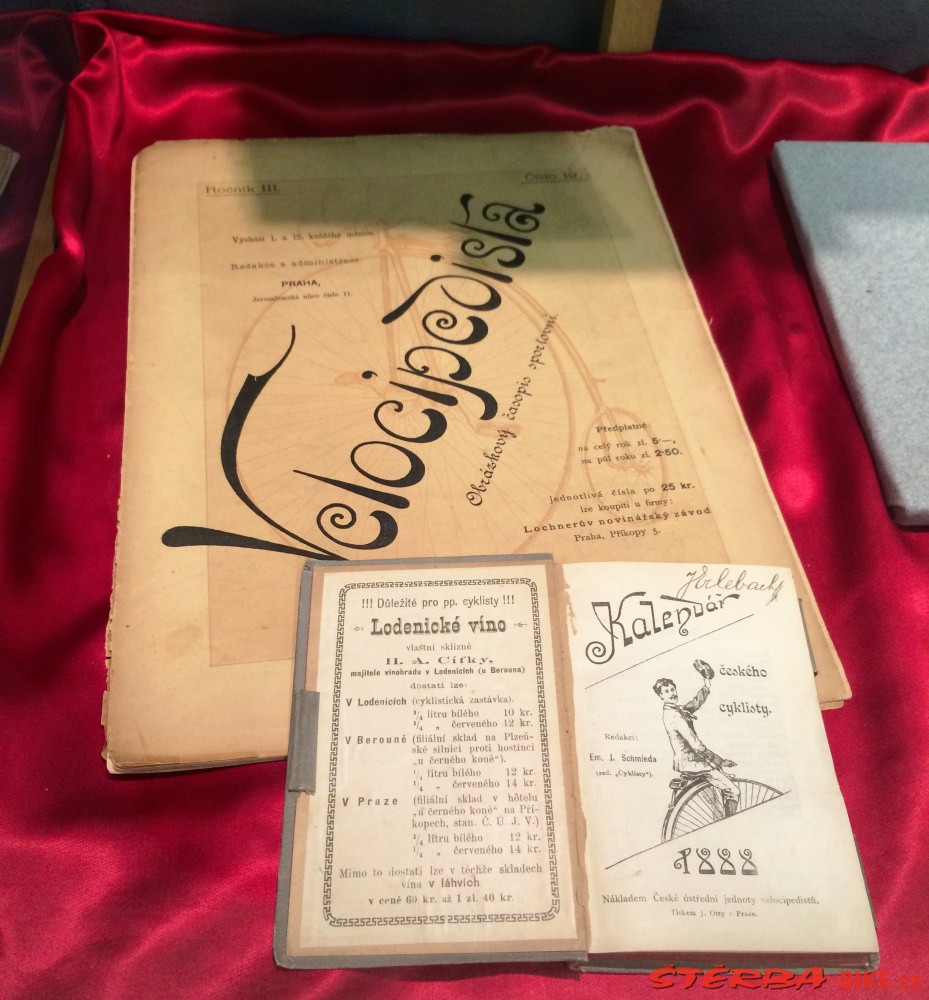 Ročník III.
Číslo 19.
Vychází 1. a 15. každého měsíce.
Redakce a administrace:
PRAHA,
Jeruslemská ulice číslo 11.
Velocipedista
Obrázkový časopis sportovní
Předplatné:
na celý rok zl. 5·—,
na půl roku zl. 2·50.
Jednotlivá čísla po 25 kr.
lze koupiti u firmy:
Lochnerův novinářský závod
Praha, Příkopy 5.
!!! Důležité pro pp. cyklisty !!!
Lodenické víno
vlastní sklizně
H. A. Cífky,
majitele vinohradu v Lodenicích (u Berouna)
dostati lze:
V Lodenicích (cyklistická zastávka).
¼ litru bílého 10 kr.
¼ „ červeného 12 kr.
V Berouně (filiální sklad na Plzeň-
ské silnici proti hostinci
„u černého koně“).
¼ litru bílého 12 kr.
¼ „ červeného 14 kr.
V Praze (filiální sklad v hôtelu
„u černého koně“ na Pří-
kopech, stan. Č. Ú. J. V.)
¼ litru bílého 12 kr.
¼ „ červeného 14 kr.
Mimo to dostati lze v těchže skladech
vína v láhvích
v ceně 60 kr. až 1 zl. 40 kr.
JErlebach
Kalendář
českého
cyklisty.
Redakcí:
Em. J. Schmieda
(red. „Cyklisty“).
1888
Nákladem České ústřední jednoty velocipedistů.
Tiskem J. Otty v Praze.
ŠTĚRBA-BIKE.cz